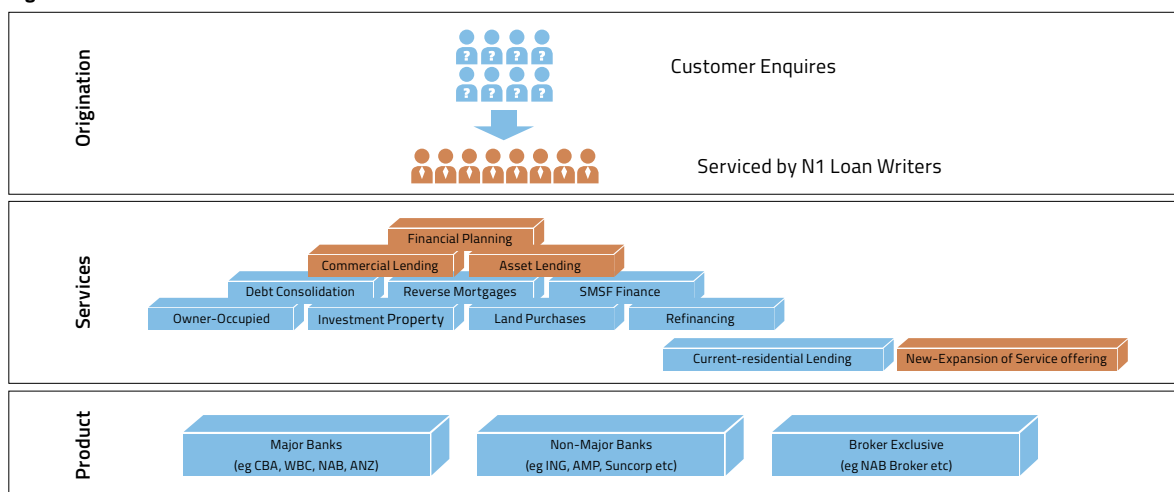 Origination
? ? ? ?
? ? ? ?
Customer Enquires
Serviced by N1 Loan Writers
Services
Financial Planning
Commercial Lending
Asset Lending
Debt Consolidation
Reverse Mortgages
SMSF Finance
Owner-Occupied
Investment Property
Land Purchases
Refinancing
Current-residential Lending
New-Expansion of Service offering
Product
Major Banks
(eg CBA, WBC, NAB, ANZ)
Non-Major Banks
(eg ING, AMP, Suncorp etc)
Broker Exclusive
(eg NAB Broker etc)